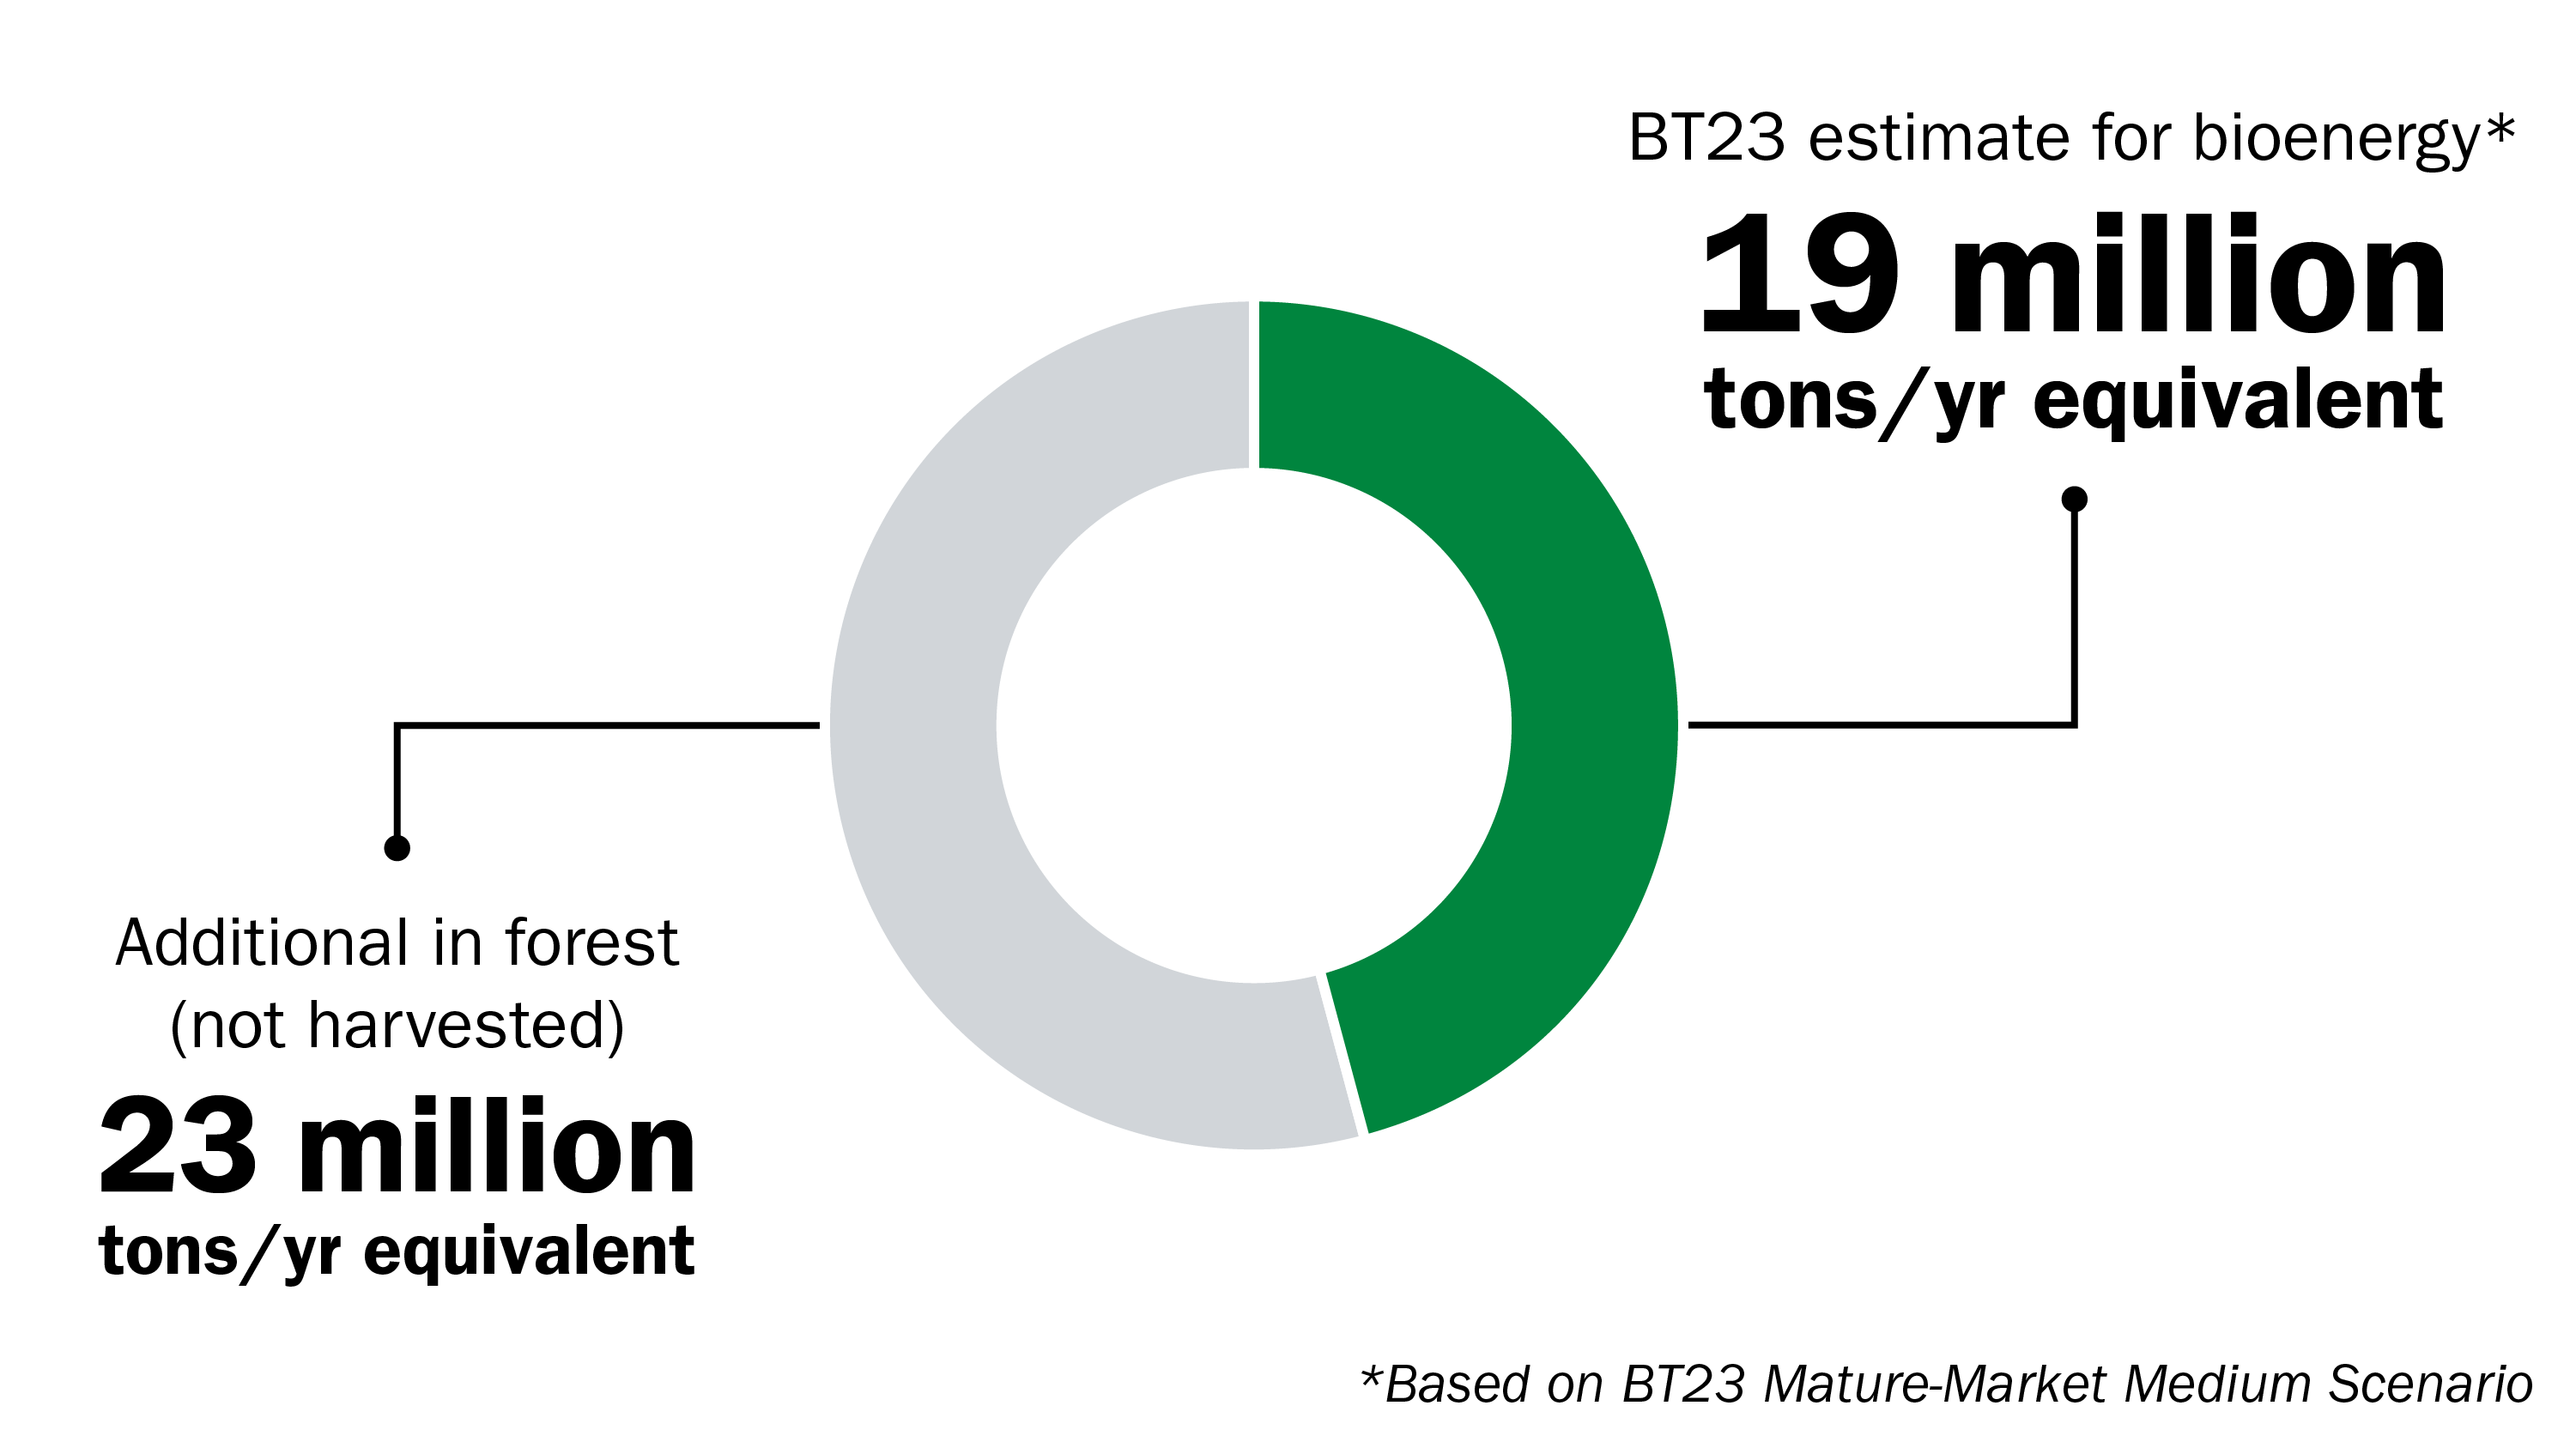 BT23 estimate for bioenergy*
19 million
tons/yr equivalent
Additional in forest
(not harvested)
23 million
tons/yr equivalent
*Based on BT23 Mature-Market Medium Scenario